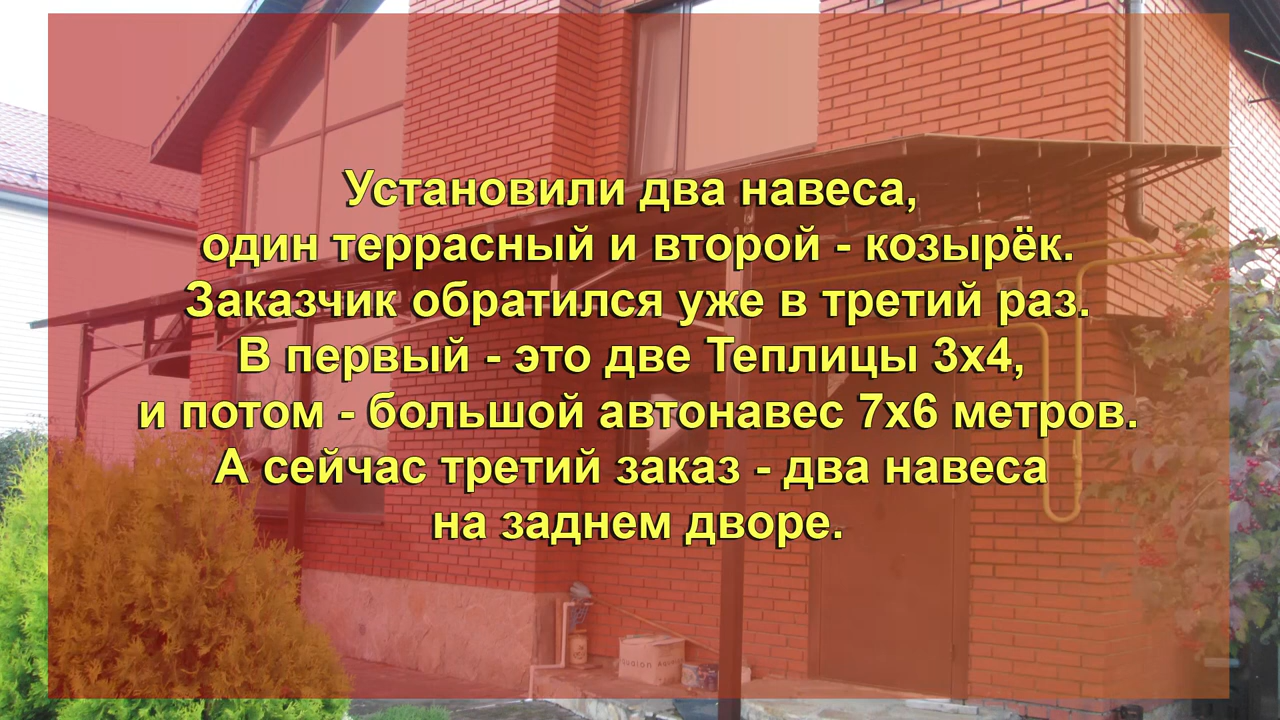 Установили два навеса,
один террасный и второй - козырёк.
Заказчик обратился уже в третий раз.
В первый - это две Теплицы 3х4,
и потом - большой автонавес 7х6 метров.
А сейчас третий заказ - два навеса
на заднем дворе.